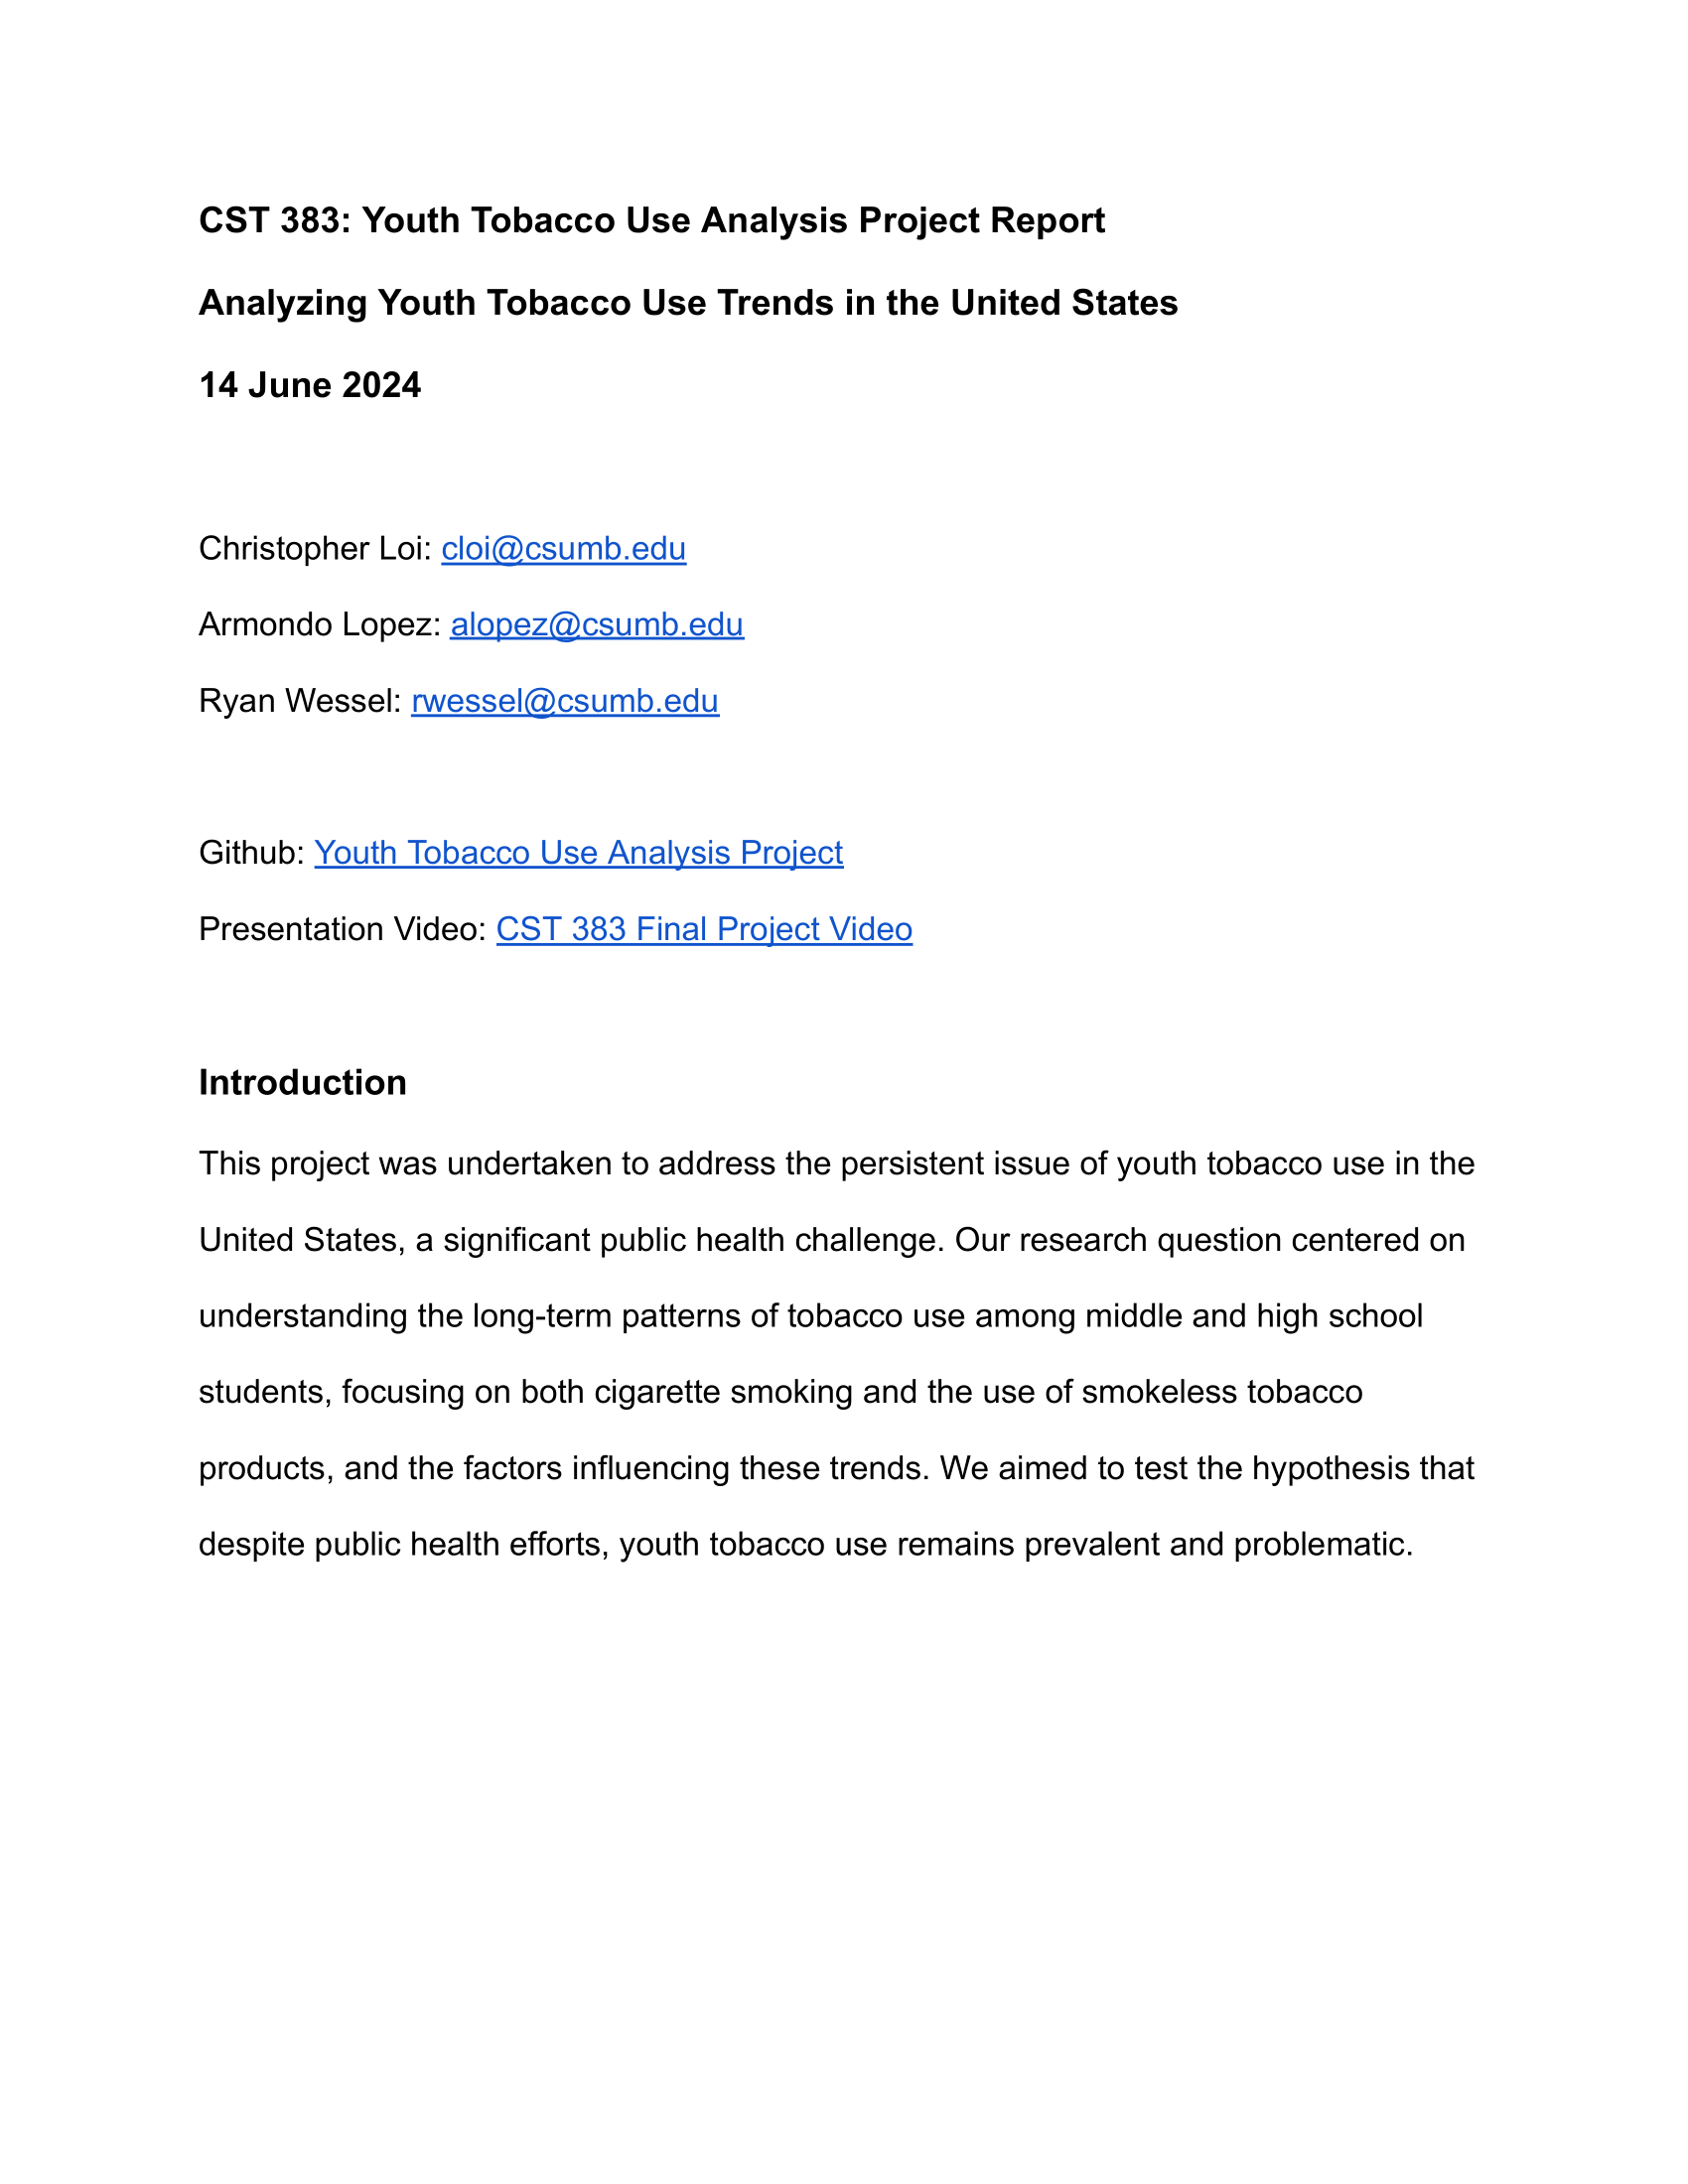 CST 383: Youth Tobacco Use Analysis Project Report
Analyzing Youth Tobacco Use Trends in the United States
14 June 2024
Christopher Loi: cloi@csumb.edu
Armondo Lopez: alopez@csumb.edu
Ryan Wessel: rwessel@csumb.edu
Github: Youth Tobacco Use Analysis Project
Presentation Video: CST 383 Final Project Video
Introduction
This project was undertaken to address the persistent issue of youth tobacco use in the
United States, a significant public health challenge. Our research question centered on
understanding the long-term patterns of tobacco use among middle and high school
students, focusing on both cigarette smoking and the use of smokeless tobacco
products, and the factors influencing these trends. We aimed to test the hypothesis that
despite public health efforts, youth tobacco use remains prevalent and problematic.